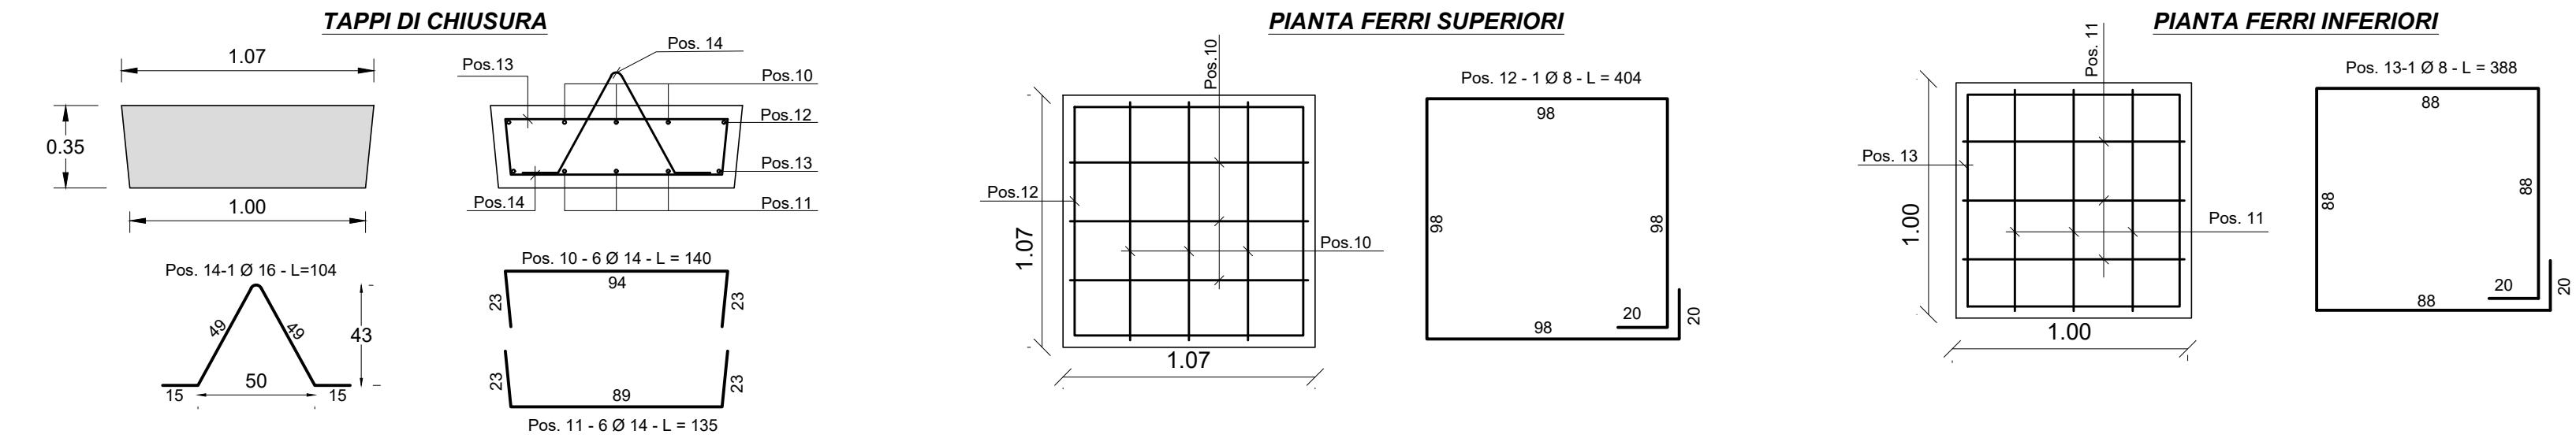 TAPPI DI CHIUSURA
1.07
0.35
1.00
Pos. 14
Pos.13
Pos.10
Pos.12
Pos.13
Pos.14
Pos.11
Pos. 14-1 Ø 16 - L=104
49
49
43
50
15
15
Pos. 10 - 6 Ø 14 - L = 140
94
23
23
23
23
89
Pos. 11 - 6 Ø 14 - L = 135
PIANTA FERRI SUPERIORI
Pos.10
Pos.12
Pos.10
1.07
1.07
Pos. 12 - 1 Ø 8 - L = 404
98
98
98
98
20
20
PIANTA FERRI INFERIORI
Pos. 11
Pos. 13
Pos. 11
1.00
1.00
Pos. 13-1 Ø 8 - L = 388
88
88
88
88
20
20